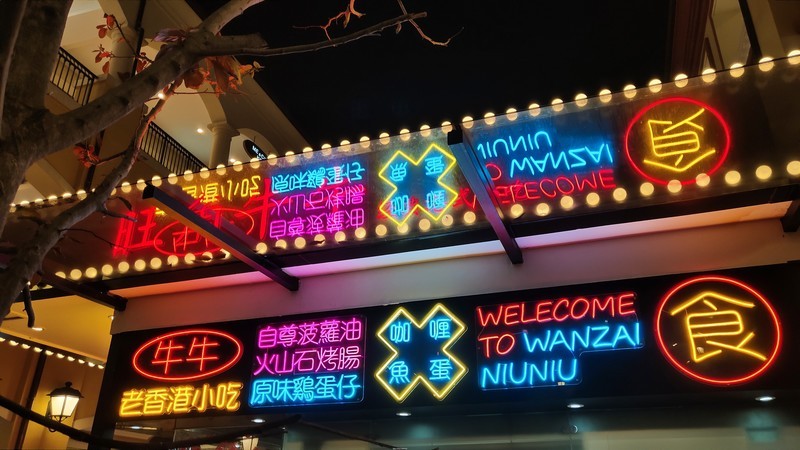 牛牛
老香港小吃
自尊菠蘿油
火山石烤腸
原味鷄蛋仔
咖喱
魚蛋
WELECOME
TO WANZAI
NIUNIU
食